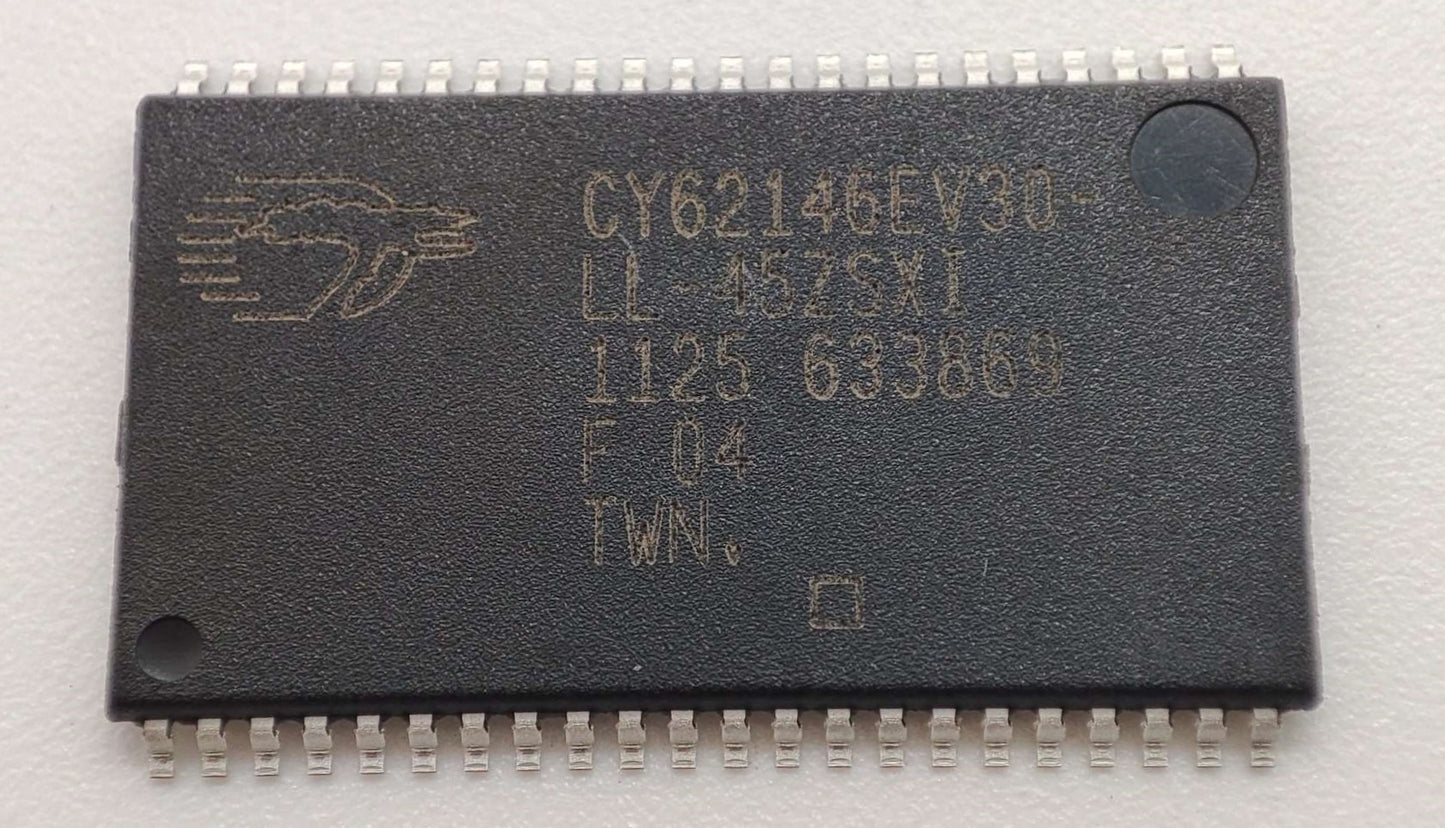 CY62146EV30-
LL-45ZSXI
1125 633869
F 04
TWN.